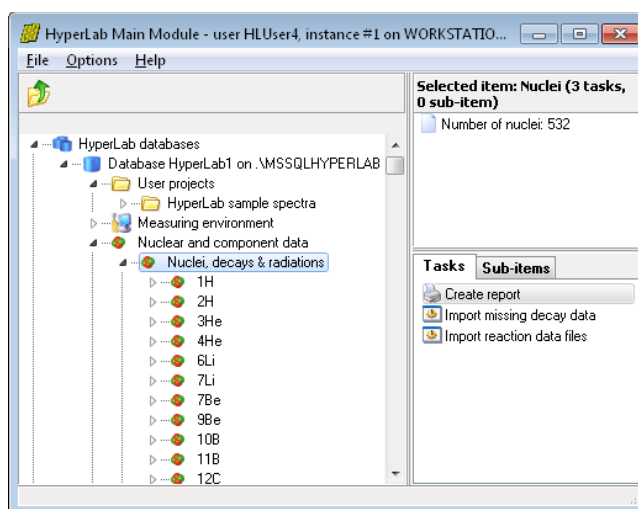 HyperLab Main Module - user HLUser4, instance #1 on WORKSTATIO...
File Options Help
HyperLab databases
Database HyperLab1 on .\MSSQLHYPERLAB
User projects
HyperLab sample spectra
Measuring environment
Nuclear and component data
Nuclei, decays & radiations
1H
2H
3He
4He
6Li
7Li
7Be
9Be
10B
11B
12C
Selected item: Nuclei (3 tasks,
0 sub-item)
Number of nuclei: 532
Tasks Sub-items
Create report
Import missing decay data
Import reaction data files